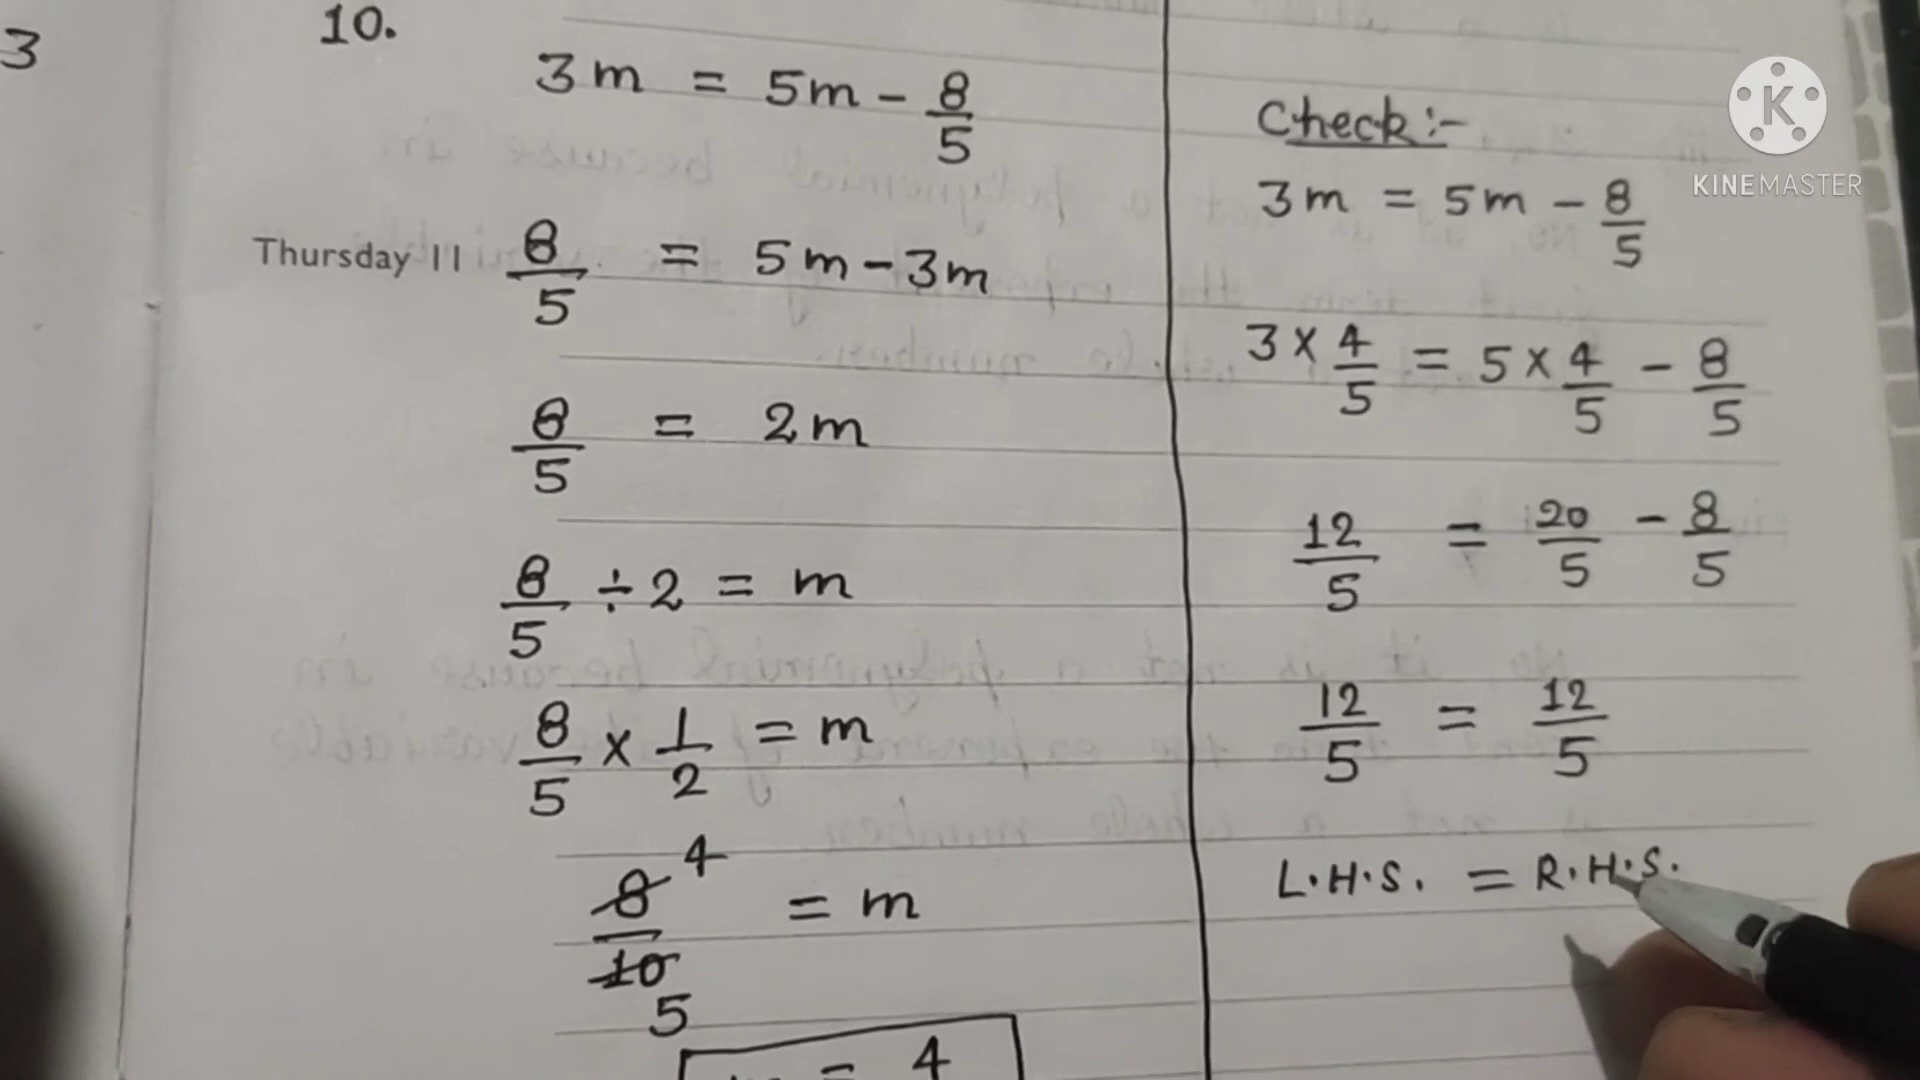 3
10.
3m = 5m - 8/5
Thursday 11
8/5 = 5m - 3m
8/5 = 2m
8/5 ÷ 2 = m
8/5 × 1/2 = m
8/10 = m
4
5
= 4
Check:-
3m = 5m - 8/5
3 × 4/5 = 5 × 4/5 - 8/5
12/5 = 20/5 - 8/5
12/5 = 12/5
L.H.S. = R.H.S.
K
KINEMASTER